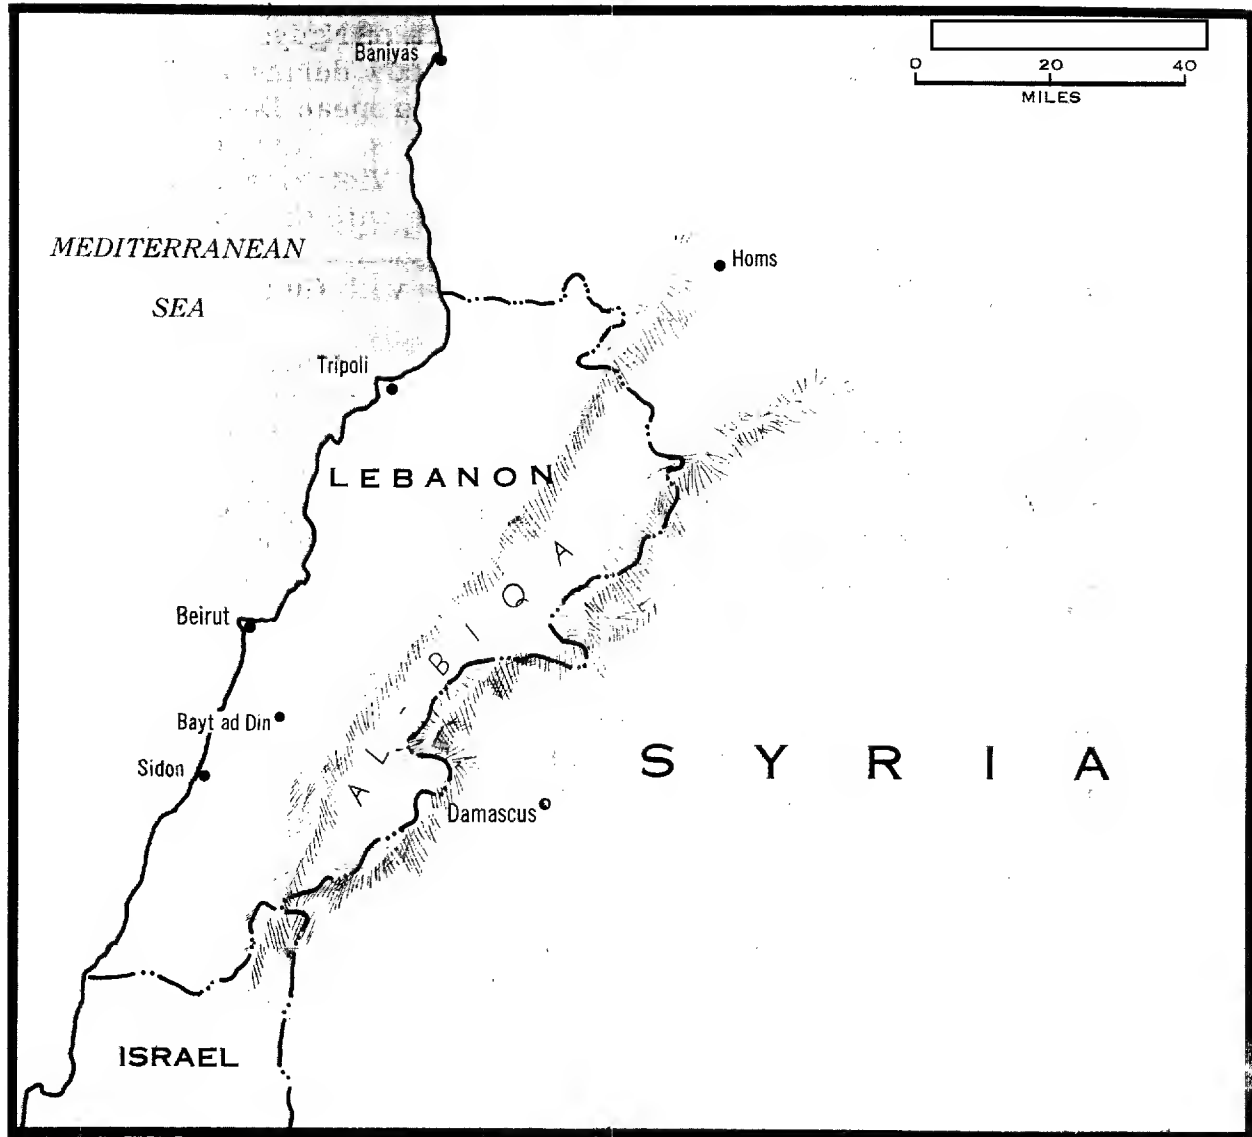 Baniyas
0 20 40
MILES
MEDITERRANEAN
SEA
Homs
Tripoli
LEBANON
AL BIQA
Beirut
Bayt ad Din
Sidon
SYRIA
Damascus
ISRAEL